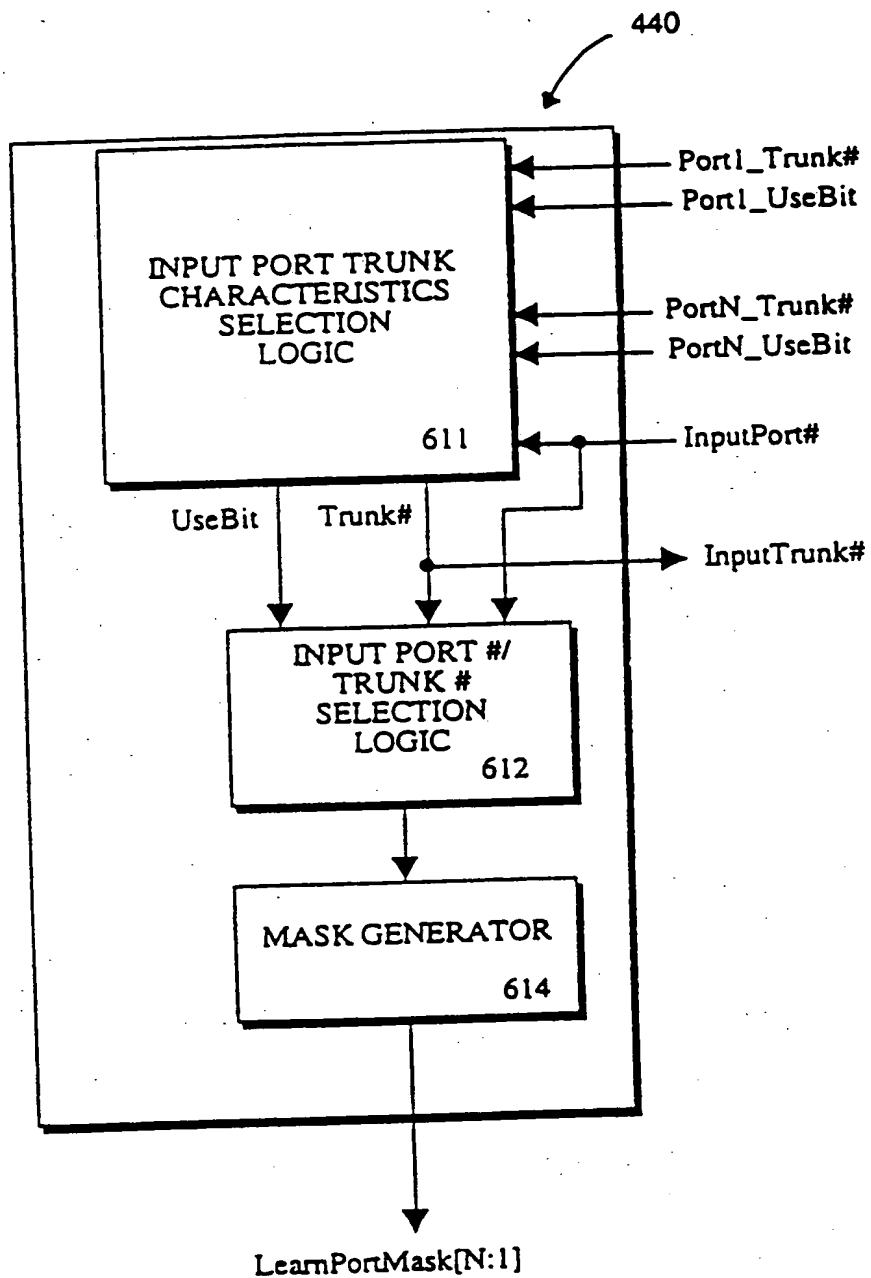 440
Port1_Trunk#
Port1_UseBit
INPUT PORT TRUNK
CHARACTERISTICS
SELECTION
LOGIC
PortN_Trunk#
PortN_UseBit
611
InputPort#
UseBit
Trunk#
InputTrunk#
INPUT PORT #/
TRUNK #
SELECTION
LOGIC
612
MASK GENERATOR
614
LearnPortMask[N:1]